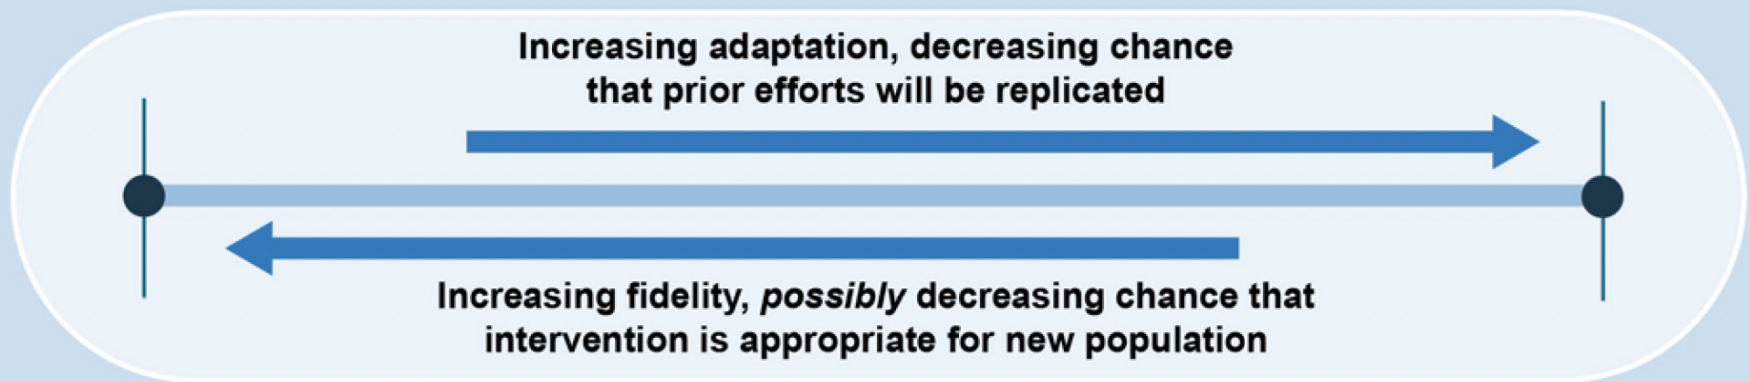 Increasing adaptation, decreasing chance
that prior efforts will be replicated
Increasing fidelity, possibly decreasing chance that
intervention is appropriate for new population